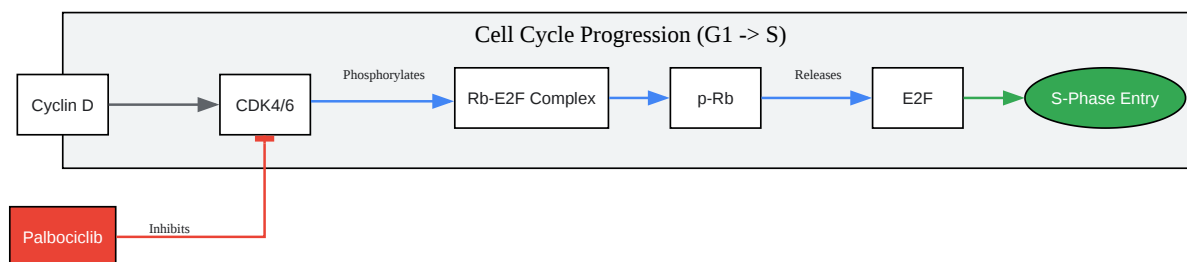 Cell Cycle Progression (G1 -> S)
Cyclin D
CDK4/6
Phosphorylates
Rb-E2F Complex
p-Rb
Releases
E2F
S-Phase Entry
Palbociclib
Inhibits